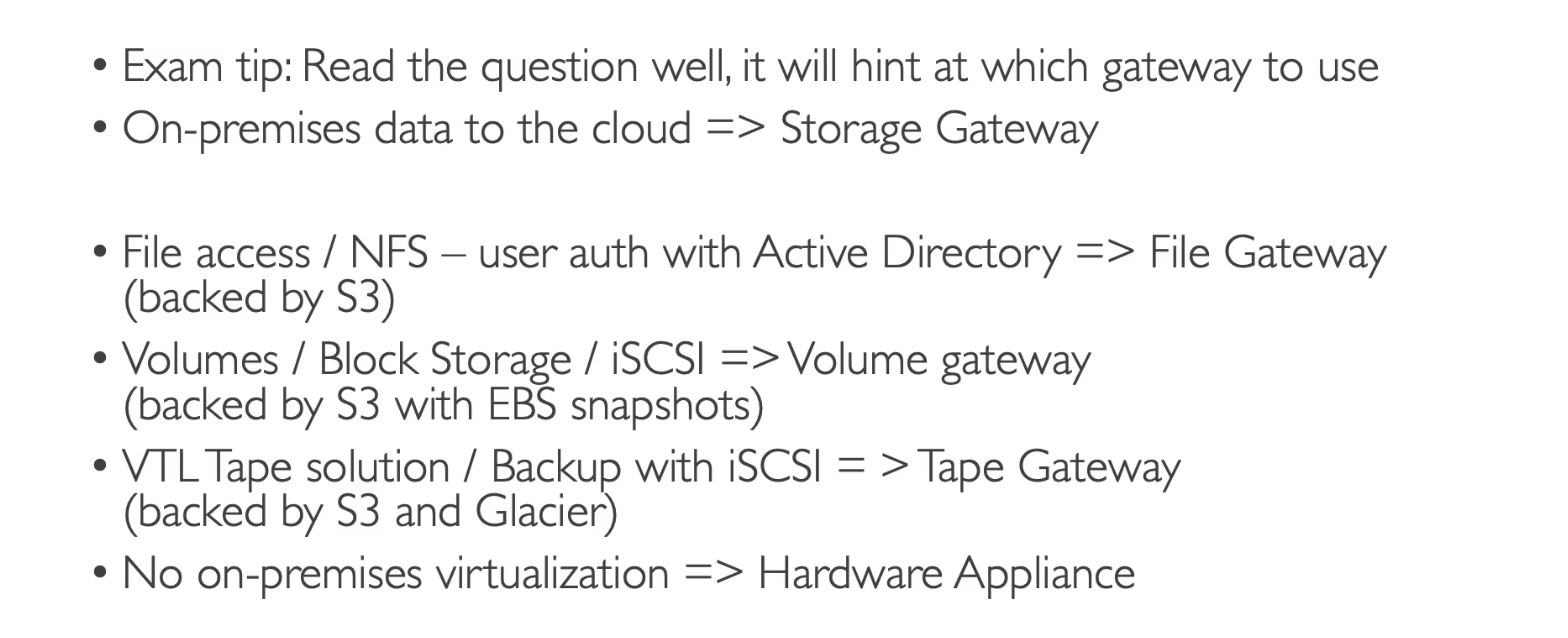 • Exam tip: Read the question well, it will hint at which gateway to use
• On-premises data to the cloud => Storage Gateway
• File access / NFS – user auth with Active Directory => File Gateway
(backed by S3)
• Volumes / Block Storage / iSCSI => Volume gateway
(backed by S3 with EBS snapshots)
• VTL Tape solution / Backup with iSCSI = > Tape Gateway
(backed by S3 and Glacier)
• No on-premises virtualization => Hardware Appliance